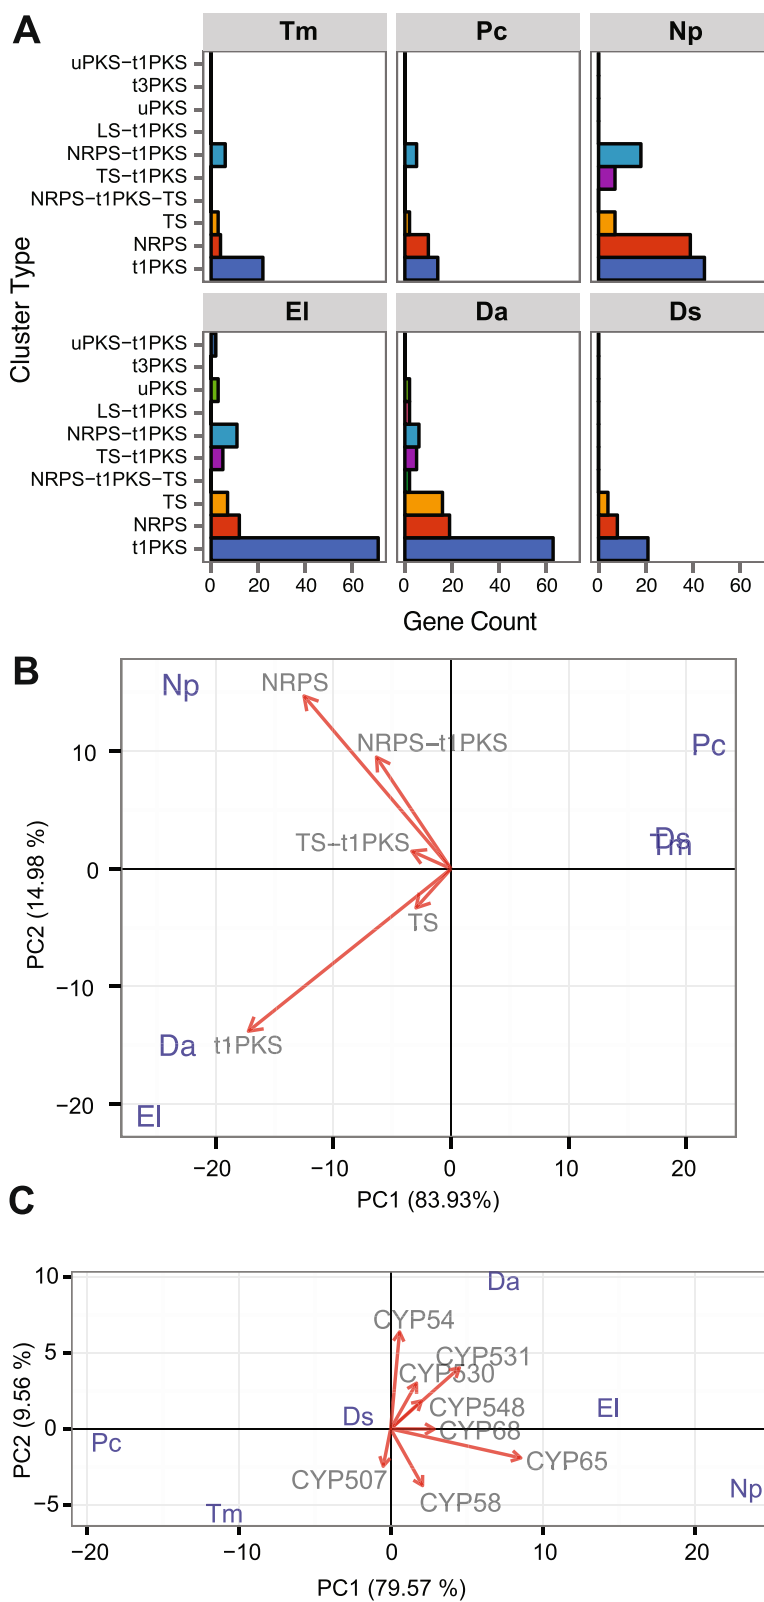 A
Tm Pc Np
uPKS−t1PKS
t3PKS
uPKS
LS−t1PKS
NRPS−t1PKS
TS−t1PKS
NRPS−t1PKS−TS
TS
NRPS
t1PKS
Cluster Type
El Da Ds
uPKS−t1PKS
t3PKS
uPKS
LS−t1PKS
NRPS−t1PKS
TS−t1PKS
NRPS−t1PKS−TS
TS
NRPS
t1PKS
0 20 40 60 0 20 40 60 0 20 40 60
Gene Count
B
Np NRPS
NRPS−t1PKS
Pc
TS−t1PKS
Ds
Tm
TS
Da t1PKS
El
10
0
−10
−20
PC2 (14.98 %)
−20 −10 0 10 20
PC1 (83.93%)
C
Da
CYP54
CYP531
CYP530
CYP548
El
Ds
CYP68
Pc
CYP65
CYP507
Np
CYP58
Tm
10
5
0
−5
PC2 (9.56 %)
−20 −10 0 10 20
PC1 (79.57 %)